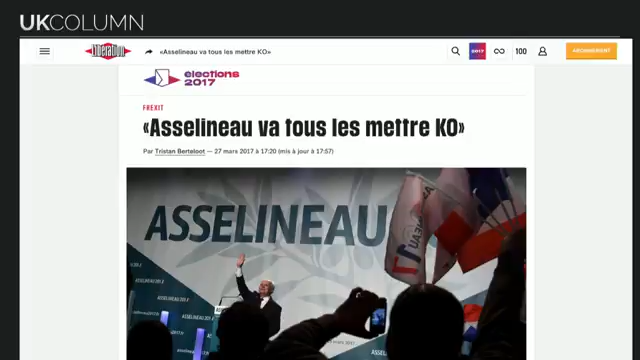 UKCOLUMN
Libération
«Asselineau va tous les mettre KO»
2017
100
ABONNEMENT
elections
2017
FREXIT
«Asselineau va tous les mettre KO»
Par Tristan Berteloot — 27 mars 2017 à 17:20 (mis à jour à 17:57)
ASSELINEAU